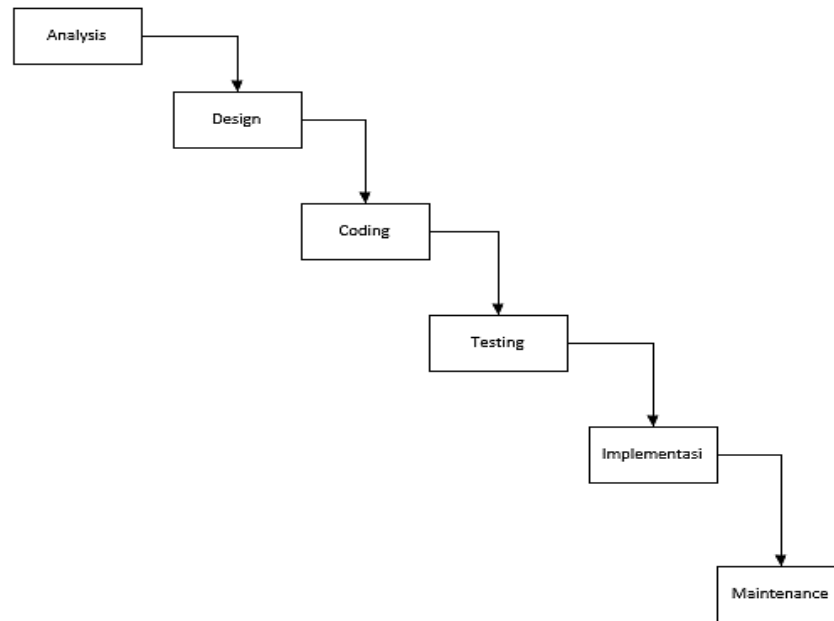 Analysis
Design
Coding
Testing
Implementasi
Maintenance